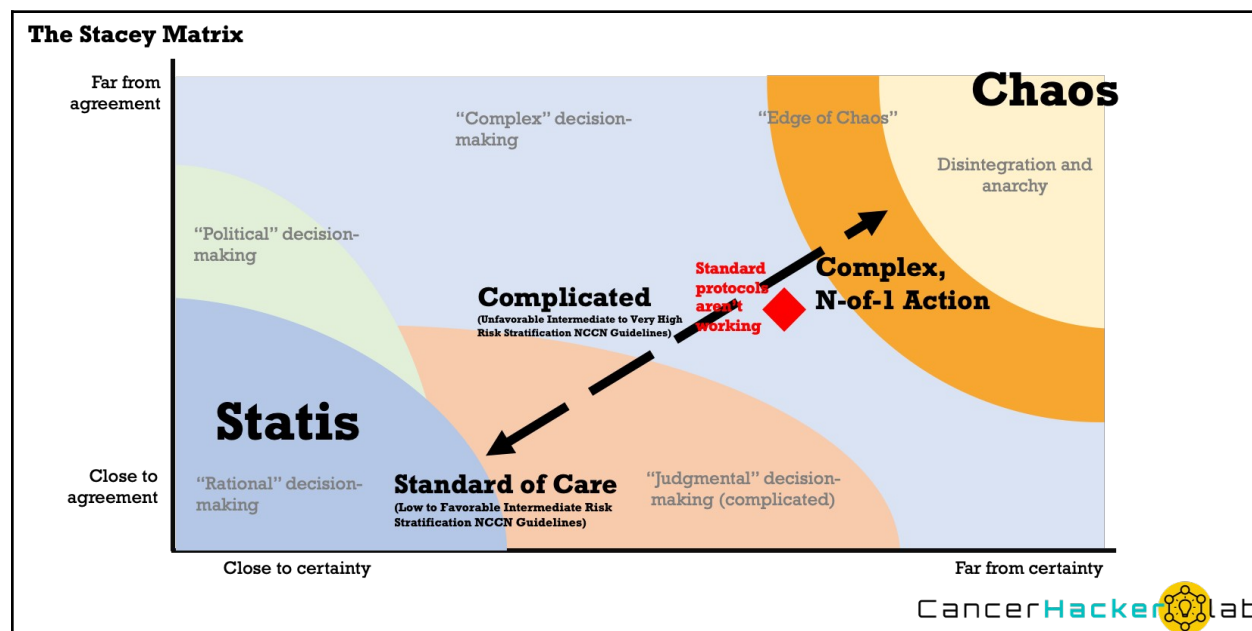 The Stacey Matrix
Far from
agreement
Chaos
“Complex” decision-
making
“Edge of Chaos”
Disintegration and
anarchy
“Political” decision-
making
Standard
protocols
aren't
working
Complex,
N-of-1 Action
Complicated
(Unfavorable Intermediate to Very High
Risk Stratification NCCN Guidelines)
Statis
Close to
agreement
“Rational” decision-
making
Standard of Care
(Low to Favorable Intermediate Risk
Stratification NCCN Guidelines)
“Judgmental” decision-
making (complicated)
Close to certainty
Far from certainty
CancerHackerlab